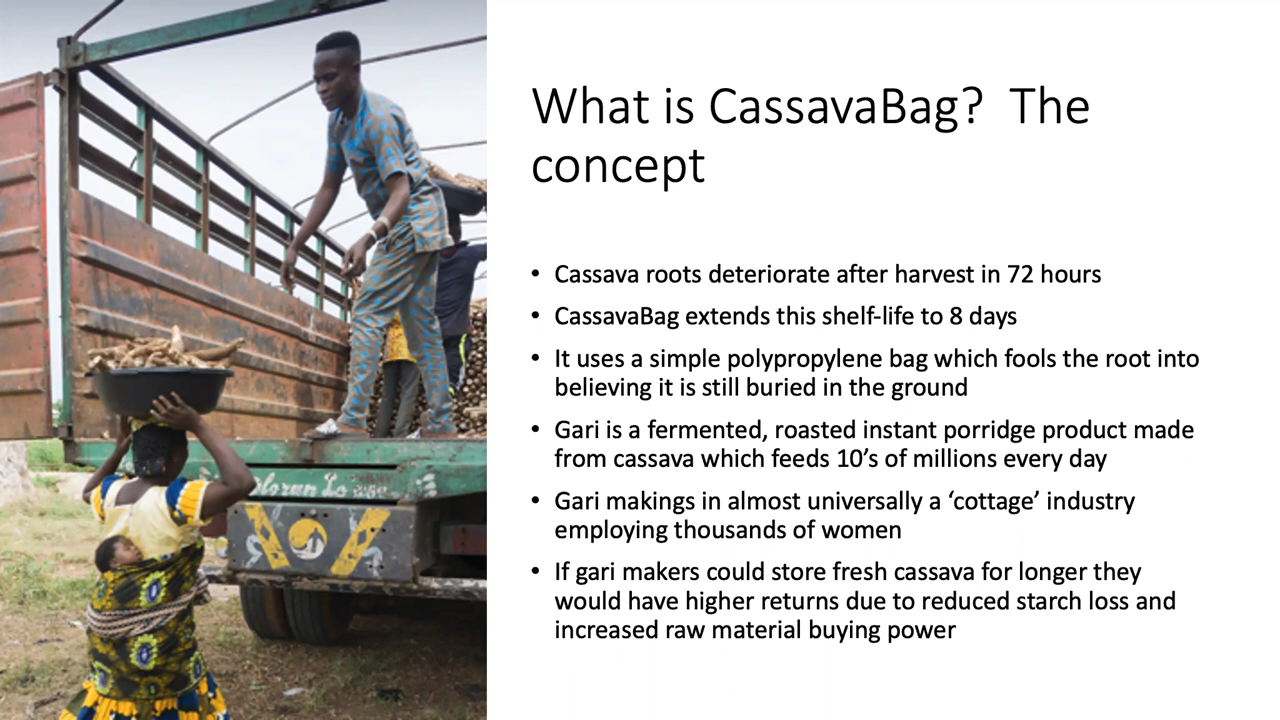 What is CassavaBag?  The
concept
• Cassava roots deteriorate after harvest in 72 hours
• CassavaBag extends this shelf-life to 8 days
• It uses a simple polypropylene bag which fools the root into
believing it is still buried in the ground
• Gari is a fermented, roasted instant porridge product made
from cassava which feeds 10’s of millions every day
• Gari makings in almost universally a ‘cottage’ industry
employing thousands of women
• If gari makers could store fresh cassava for longer they
would have higher returns due to reduced starch loss and
increased raw material buying power